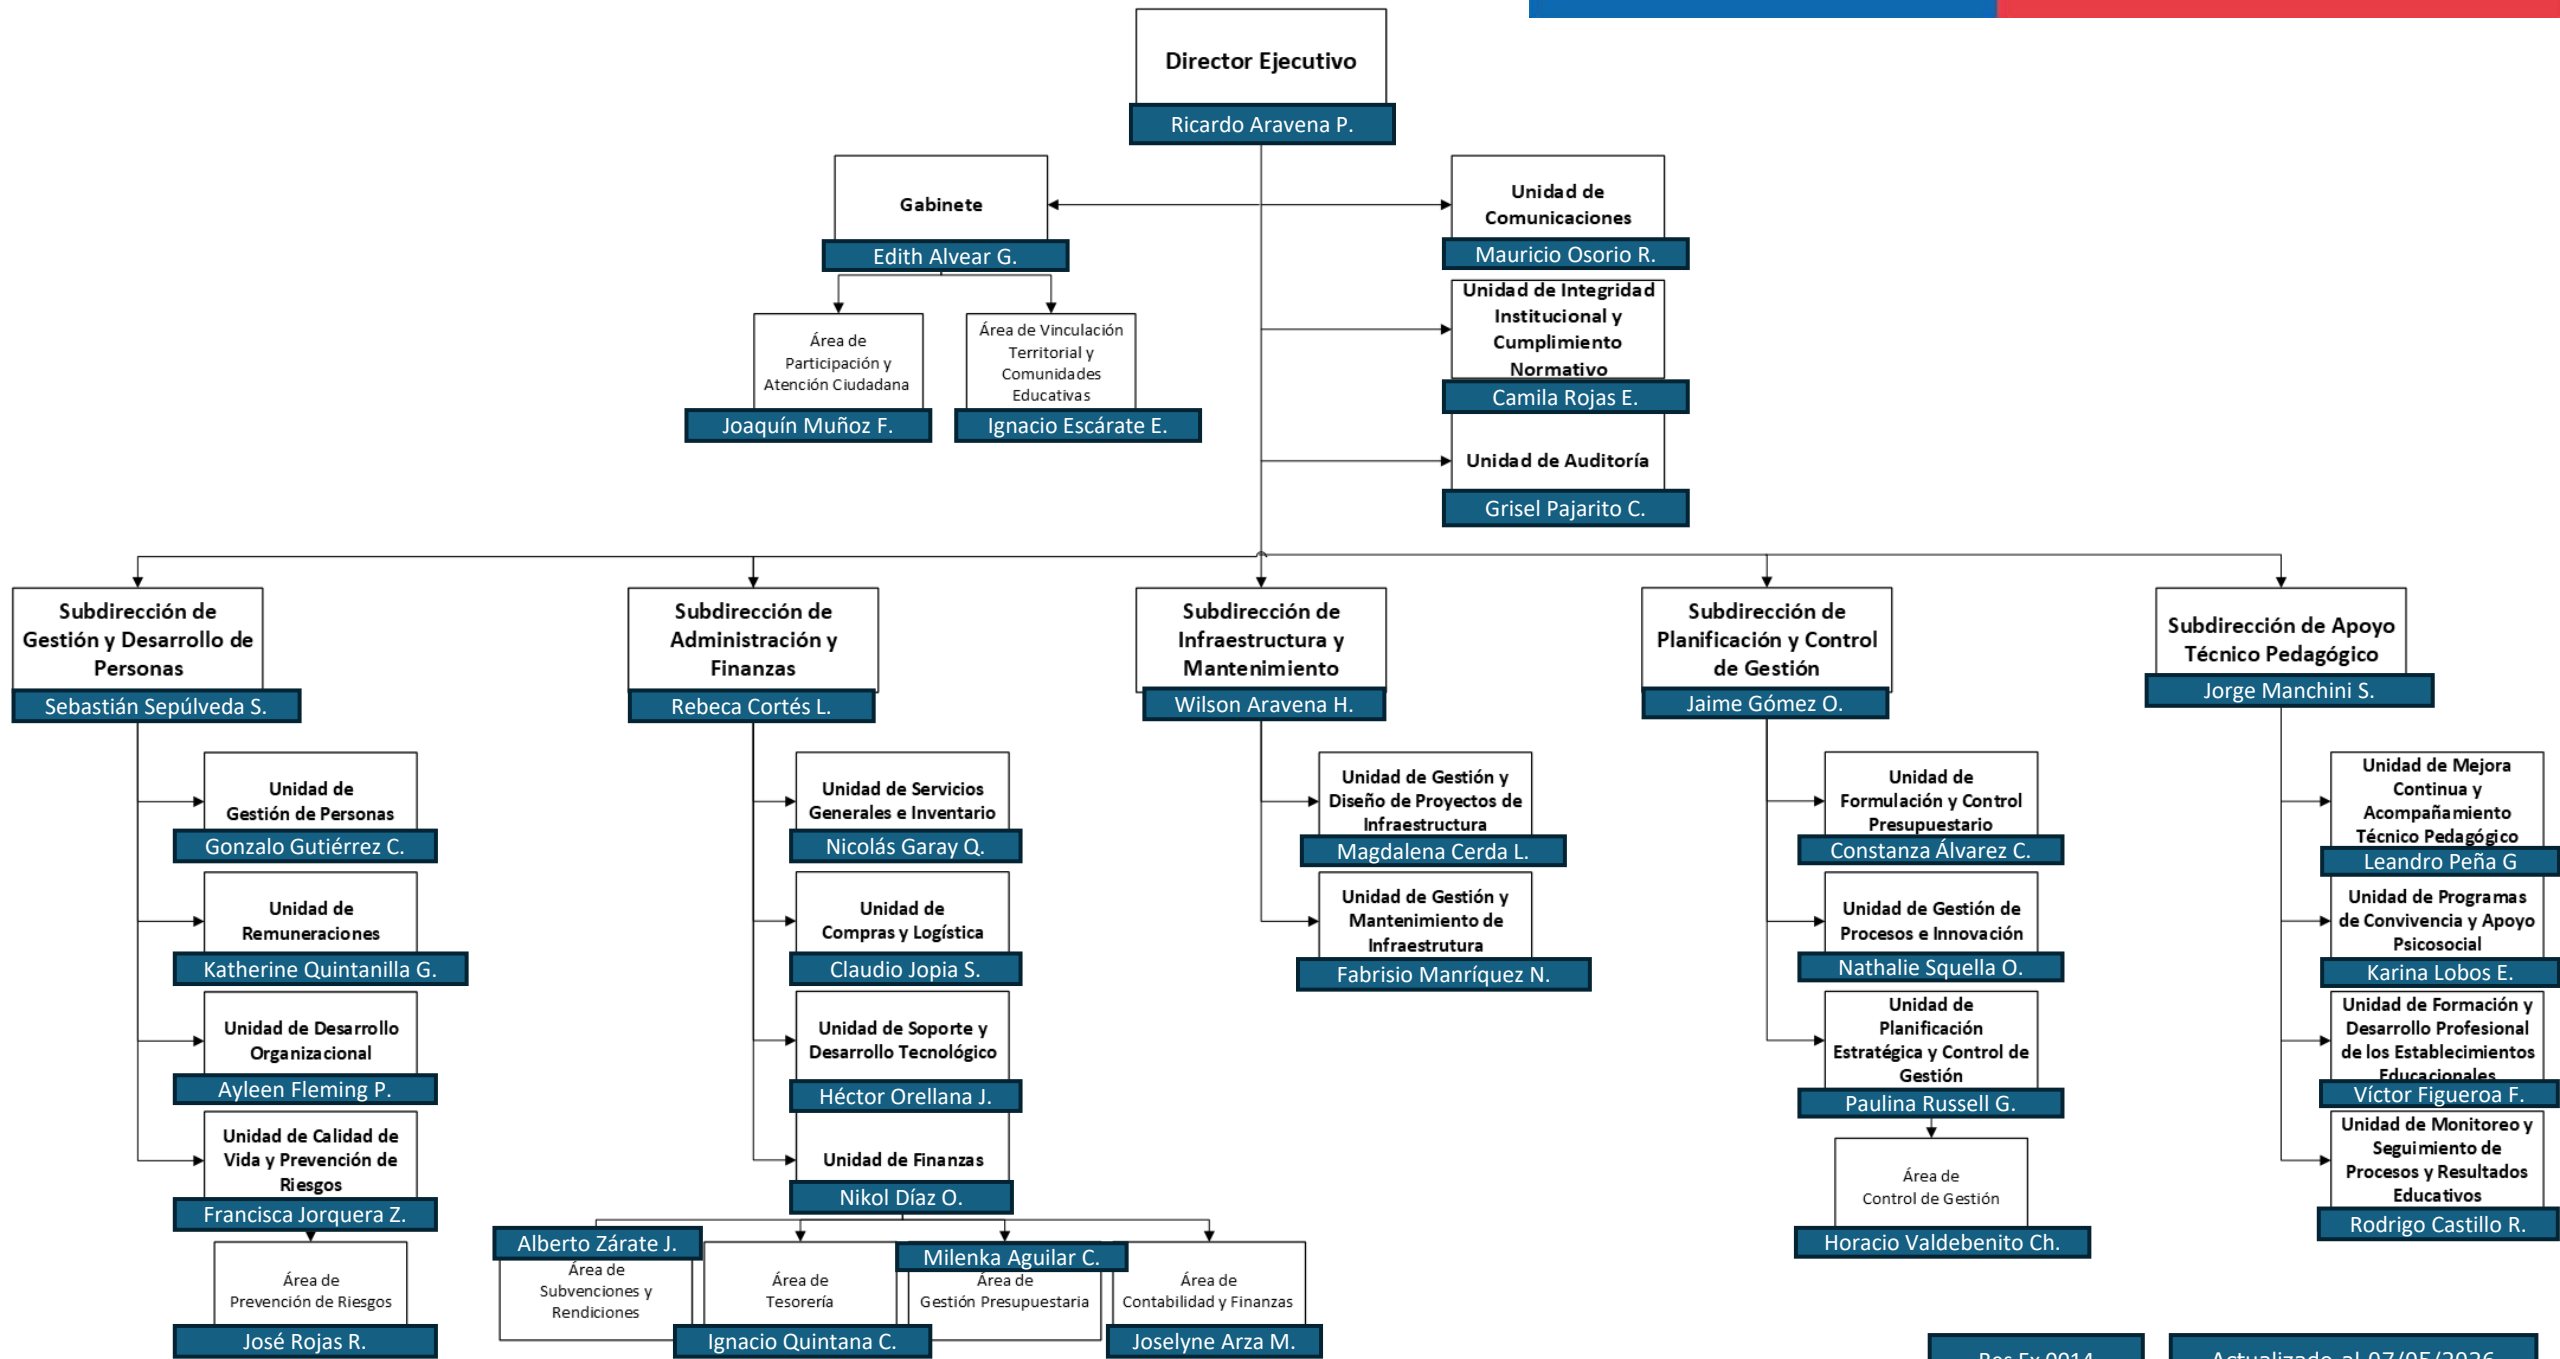 Director Ejecutivo
Ricardo Aravena P.
Gabinete
Edith Alvear G.
Unidad de
Comunicaciones
Mauricio Osorio R.
Área de
Participación y
Atención Ciudadana
Joaquín Muñoz F.
Área de Vinculación
Territorial y
Comunidades
Educativas
Ignacio Escárate E.
Unidad de Integridad
Institucional y
Cumplimiento
Normativo
Camila Rojas E.
Unidad de Auditoría
Grisel Pajarito C.
Subdirección de
Gestión y Desarrollo de
Personas
Sebastián Sepúlveda S.
Unidad de
Gestión de Personas
Gonzalo Gutiérrez C.
Unidad de
Remuneraciones
Katherine Quintanilla G.
Unidad de Desarrollo
Organizacional
Ayleen Fleming P.
Unidad de Calidad de
Vida y Prevención de
Riesgos
Francisca Jorquera Z.
Área de
Prevención de Riesgos
José Rojas R.
Subdirección de
Administración y
Finanzas
Rebeca Cortés L.
Unidad de Servicios
Generales e Inventario
Nicolás Garay Q.
Unidad de
Compras y Logística
Claudio Jopia S.
Unidad de Soporte y
Desarrollo Tecnológico
Héctor Orellana J.
Unidad de Finanzas
Nikol Díaz O.
Alberto Zárate J.
Área de
Subvenciones y
Rendiciones
Área de
Tesorería
Ignacio Quintana C.
Milenka Aguilar C.
Área de
Gestión Presupuestaria
Área de
Contabilidad y Finanzas
Joselyne Arza M.
Subdirección de
Infraestructura y
Mantenimiento
Wilson Aravena H.
Unidad de Gestión y
Diseño de Proyectos de
Infraestructura
Magdalena Cerda L.
Unidad de Gestión y
Mantenimiento de
Infraestrutura
Fabrisio Manríquez N.
Subdirección de
Planificación y Control
de Gestión
Jaime Gómez O.
Unidad de
Formulación y Control
Presupuestario
Constanza Álvarez C.
Unidad de Gestión de
Procesos e Innovación
Nathalie Squella O.
Unidad de
Planificación
Estratégica y Control de
Gestión
Paulina Russell G.
Área de
Control de Gestión
Horacio Valdebenito Ch.
Subdirección de Apoyo
Técnico Pedagógico
Jorge Manchini S.
Unidad de Mejora
Continua y
Acompañamiento
Técnico Pedagógico
Leandro Peña G
Unidad de Programas
de Convivencia y Apoyo
Psicosocial
Karina Lobos E.
Unidad de Formación y
Desarrollo Profesional
de los Establecimientos
Educacionales
Víctor Figueroa F.
Unidad de Monitoreo y
Seguimiento de
Procesos y Resultados
Educativos
Rodrigo Castillo R.
Res Ex 0014
Actualizado al 07/05/2026